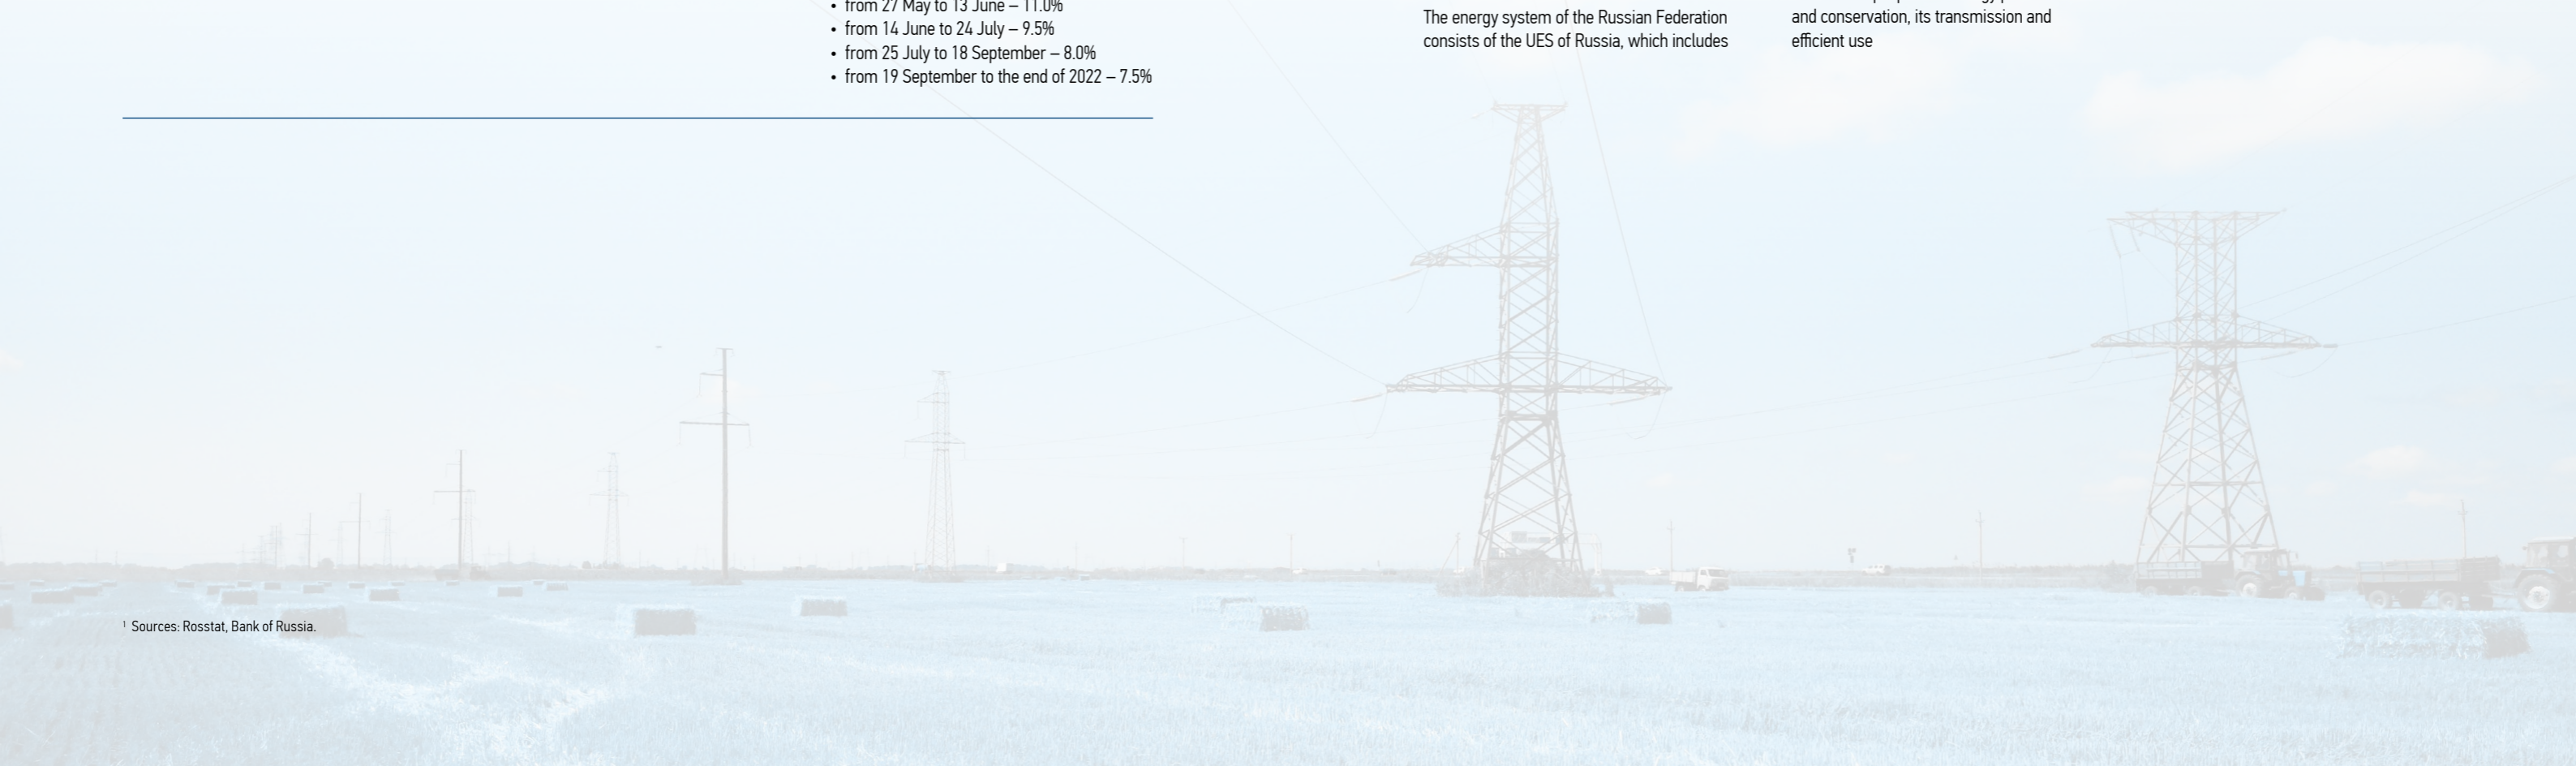 • from 27 May to 13 June – 11.0%
• from 14 June to 24 July – 9.5%
• from 25 July to 18 September – 8.0%
• from 19 September to the end of 2022 – 7.5%
The energy system of the Russian Federation
consists of the UES of Russia, which includes
and conservation, its transmission and
efficient use
¹ Sources: Rosstat, Bank of Russia.